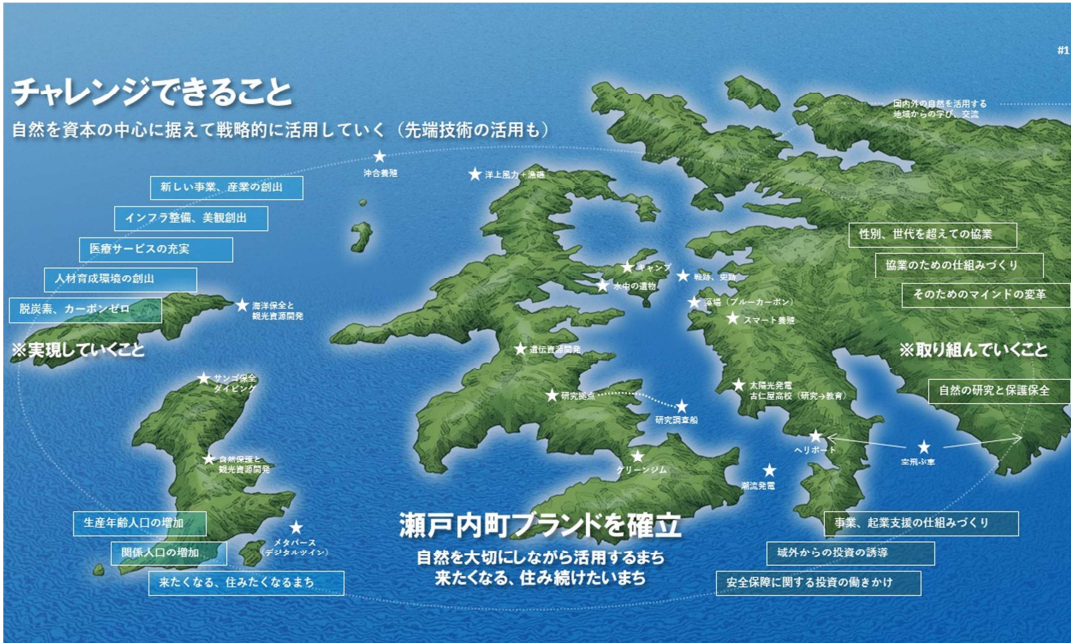 #1
チャレンジできること
自然を資本の中心に据えて戦略的に活用していく（先端技術の活用も）
国内外の自然を活用する
地域からの学び、交流
沖合養殖
洋上風力＋漁礁
新しい事業、産業の創出
インフラ整備、美観創出
医療サービスの充実
人材育成環境の創出
脱炭素、カーボンゼロ
※実現していくこと
海洋保全と
観光資源開発
キャンプ
水中の遺物
戦跡、史跡
藻場（ブルーカーボン）
スマート養殖
性別、世代を超えての協業
協業のための仕組みづくり
そのためのマインドの変革
※取り組んでいくこと
自然の研究と保護保全
遺伝資源開発
サンゴ保全
ダイビング
研究拠点
研究調査船
太陽光発電
古仁屋高校（研究→教育）
ヘリポート
空飛ぶ車
自然保護と
観光資源開発
グリーンジム
潮流発電
生産年齢人口の増加
関係人口の増加
来たくなる、住みたくなるまち
メタバース
（デジタルツイン）
瀬戸内町ブランドを確立
自然を大切にしながら活用するまち
来たくなる、住み続けたいまち
事業、起業支援の仕組みづくり
域外からの投資の誘導
安全保障に関する投資の働きかけ